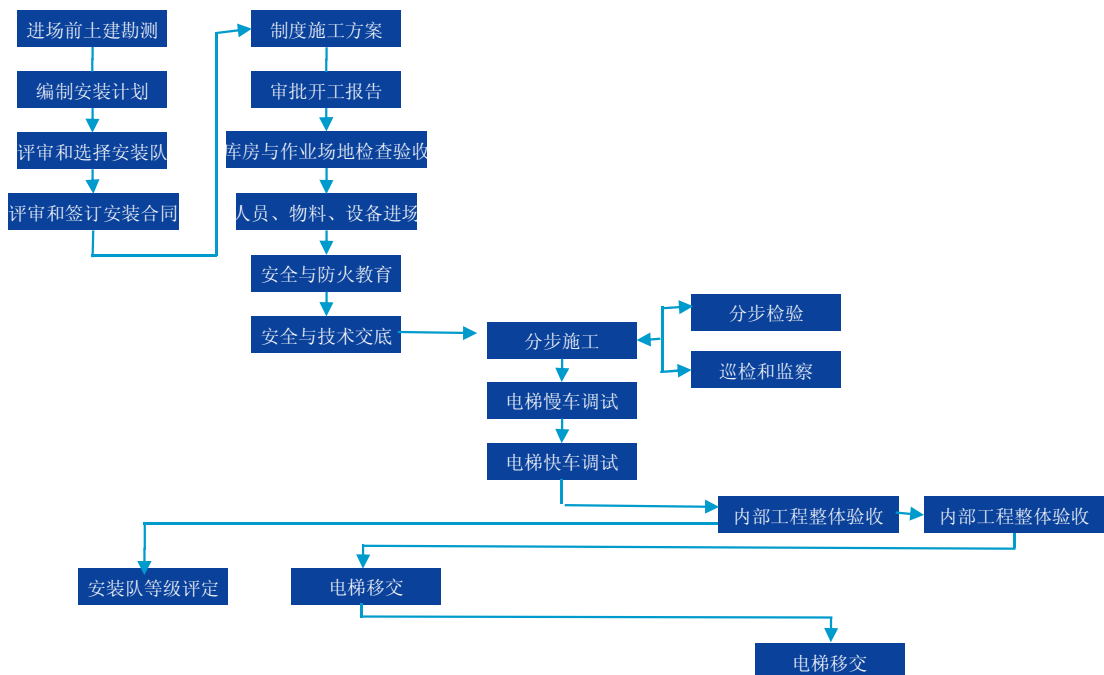 进场前土建勘测
编制安装计划
评审和选择安装队
评审和签订安装合同
制度施工方案
审批开工报告
库房与作业场地检查验收
人员、物料、设备进场
安全与防火教育
安全与技术交底
分步施工
分步检验
巡检和监察
电梯慢车调试
电梯快车调试
内部工程整体验收
内部工程整体验收
安装队等级评定
电梯移交
电梯移交